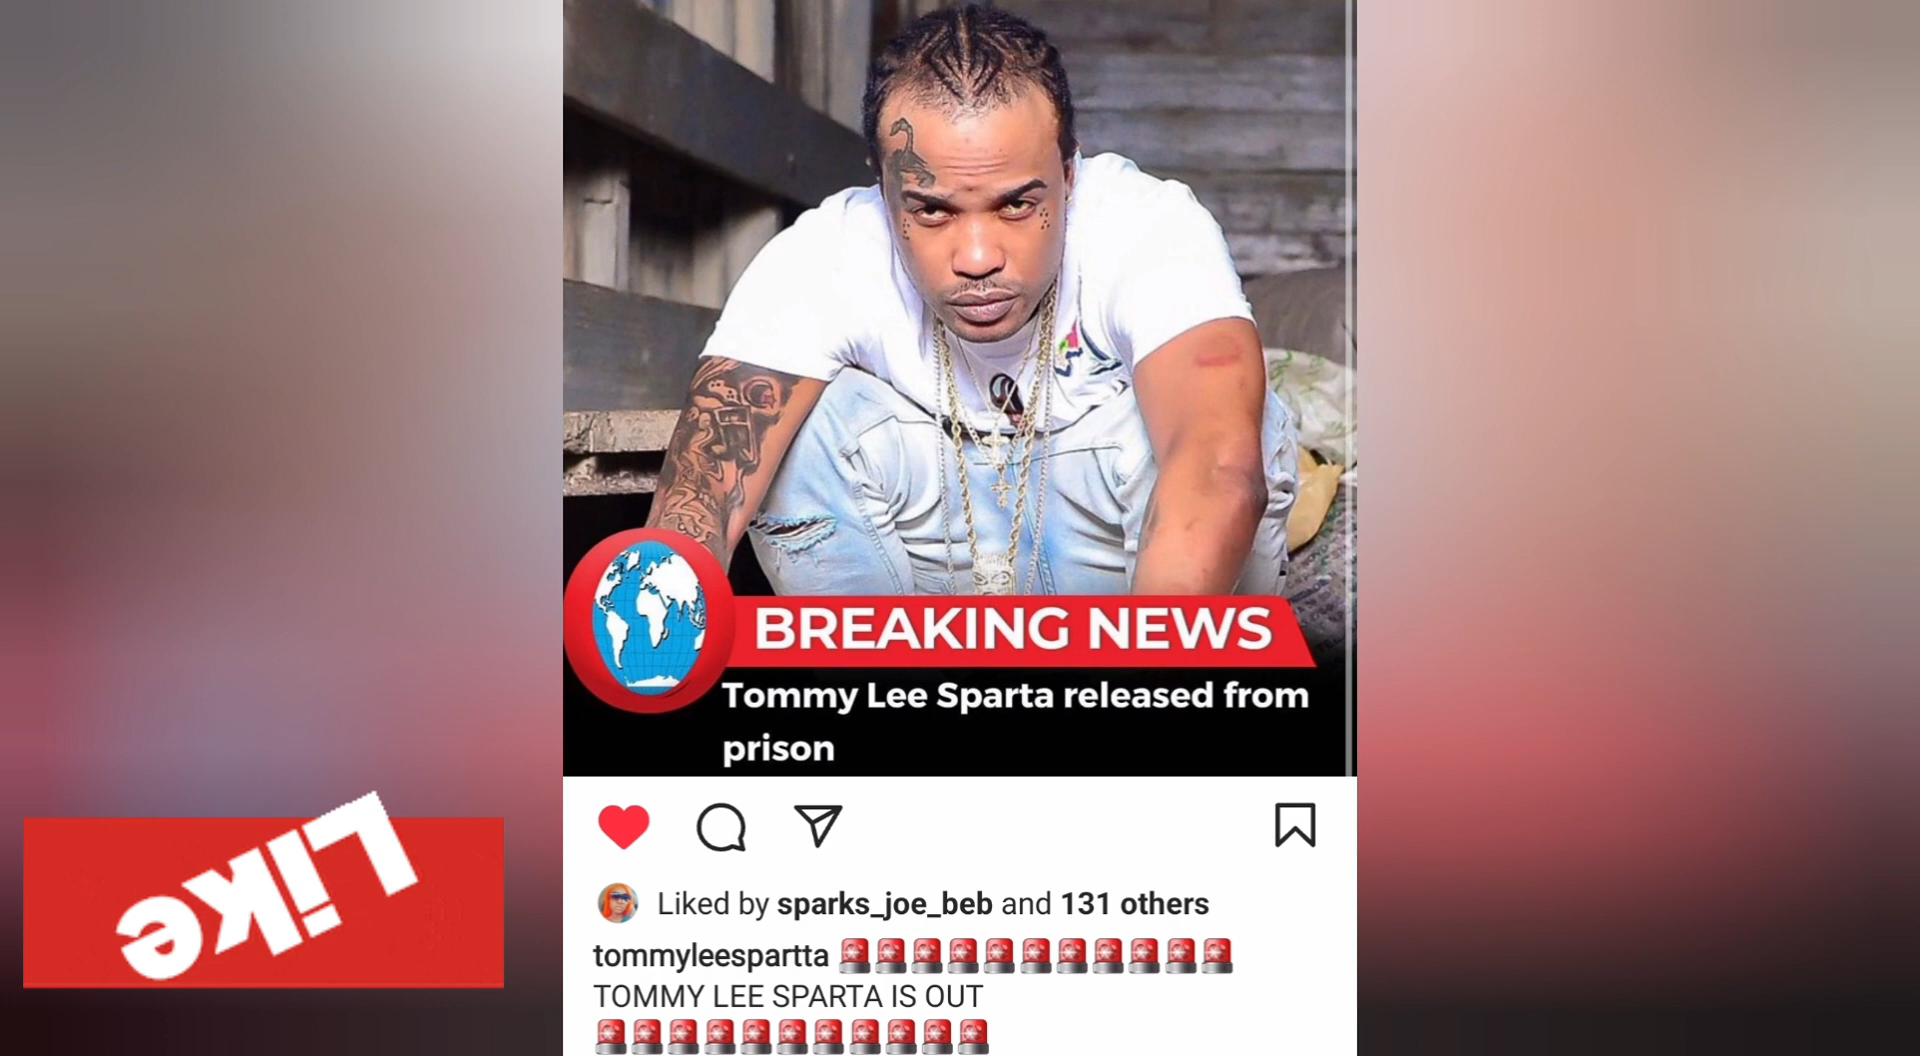 BREAKING NEWS
Tommy Lee Sparta released from
prison
Like
Liked by sparks_joe_beb and 131 others
tommyleespartta 🚨🚨🚨🚨🚨🚨🚨🚨🚨🚨🚨
TOMMY LEE SPARTA IS OUT
🚨🚨🚨🚨🚨🚨🚨🚨🚨🚨🚨